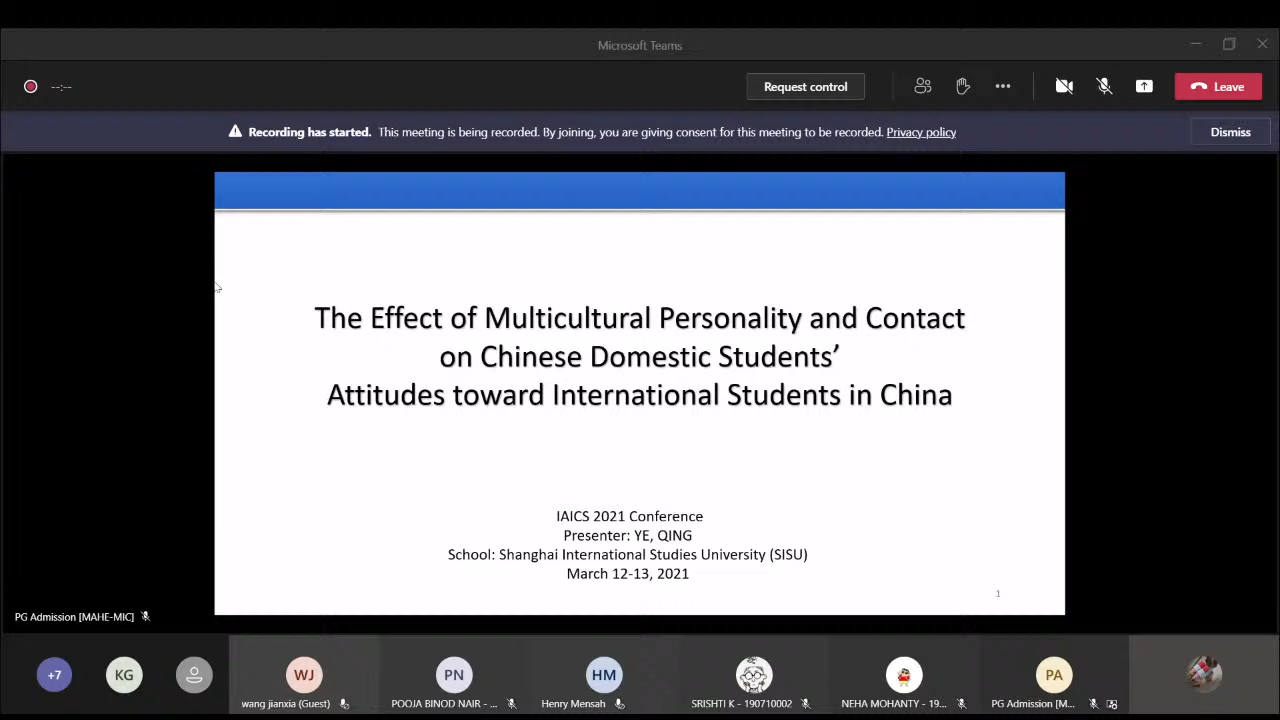 Microsoft Teams
--:--
Request control
Leave
Recording has started. This meeting is being recorded. By joining, you are giving consent for this meeting to be recorded. Privacy policy
Dismiss
The Effect of Multicultural Personality and Contact
on Chinese Domestic Students’
Attitudes toward International Students in China
IAICS 2021 Conference
Presenter: YE, QING
School: Shanghai International Studies University (SISU)
March 12-13, 2021
1
PG Admission [MAHE-MIC]
+7
KG
WJ
PN
HM
PA
wang jianxia (Guest)
POOJA BINOD NAIR - ...
Henry Mensah
SRISHTI K - 190710002
NEHA MOHANTY - 19...
PG Admission [M...